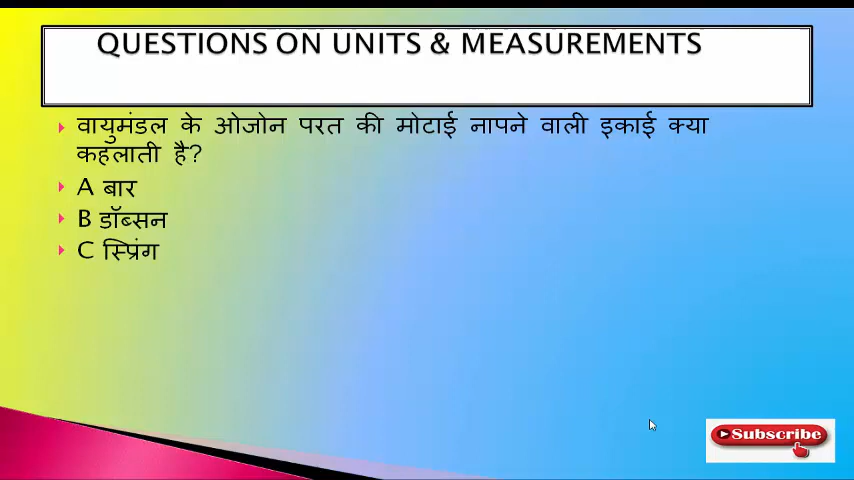 QUESTIONS ON UNITS & MEASUREMENTS
वायुमंडल के ओजोन परत की मोटाई नापने वाली इकाई क्या
कहलाती है?
A बार
B डॉब्सन
C स्प्रिंग
Subscribe